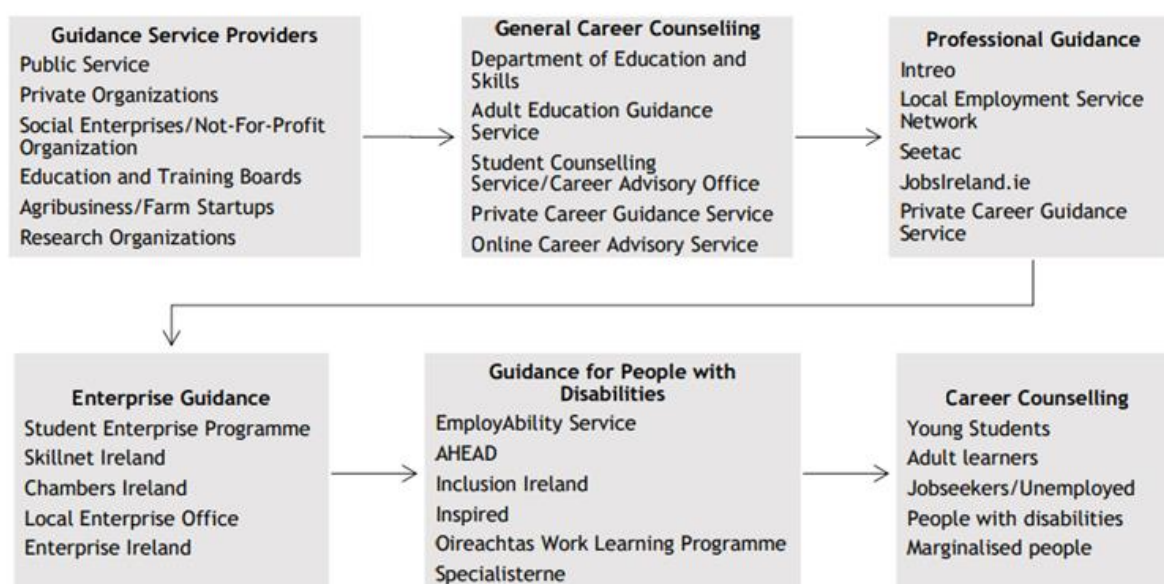 Guidance Service Providers
Public Service
Private Organizations
Social Enterprises/Not-For-Profit
Organization
Education and Training Boards
Agribusiness/Farm Startups
Research Organizations
General Career Counseliing
Department of Education and
Skills
Adult Education Guidance
Service
Student Counselling
Service/Career Advisory Office
Private Career Guidance Service
Online Career Advisory Service
Professional Guidance
Intreo
Local Employment Service
Network
Seetac
JobsIreland.ie
Private Career Guidance
Service
Enterprise Guidance
Student Enterprise Programme
Skillnet Ireland
Chambers Ireland
Local Enterprise Office
Enterprise Ireland
Guidance for People with
Disabilities
EmployAbility Service
AHEAD
Inclusion Ireland
Inspired
Oireachtas Work Learning Programme
Specialisterne
Career Counselling
Young Students
Adult learners
Jobseekers/Unemployed
People with disabilities
Marginalised people